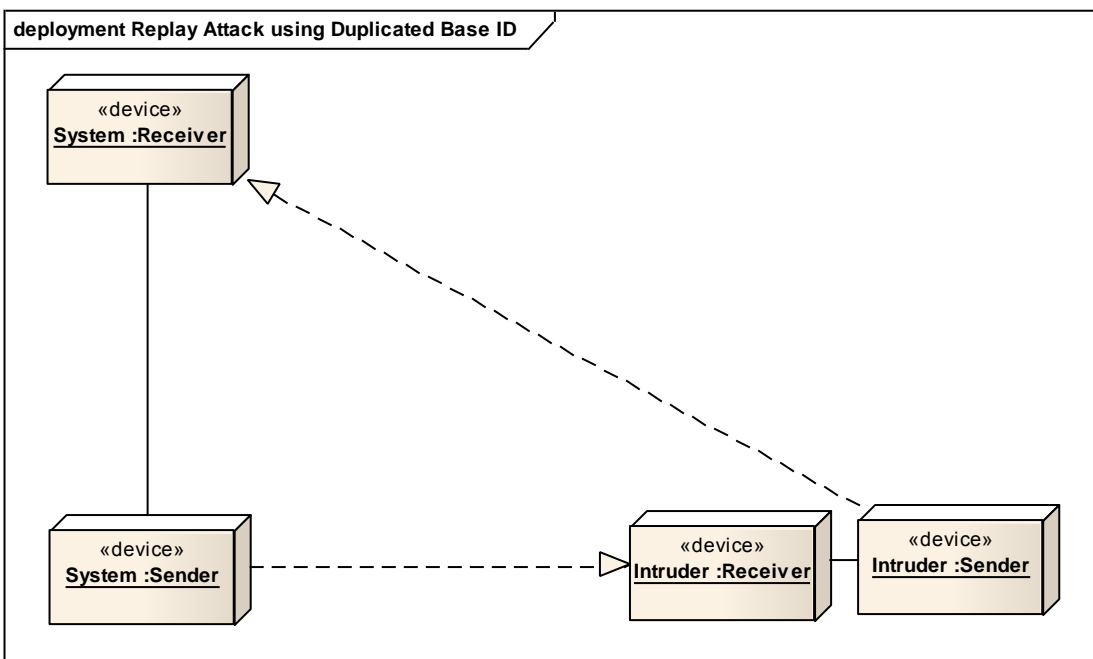 deployment Replay Attack using Duplicated Base ID
«device»
System :Receiver
«device»
System :Sender
«device»
Intruder :Receiver
«device»
Intruder :Sender